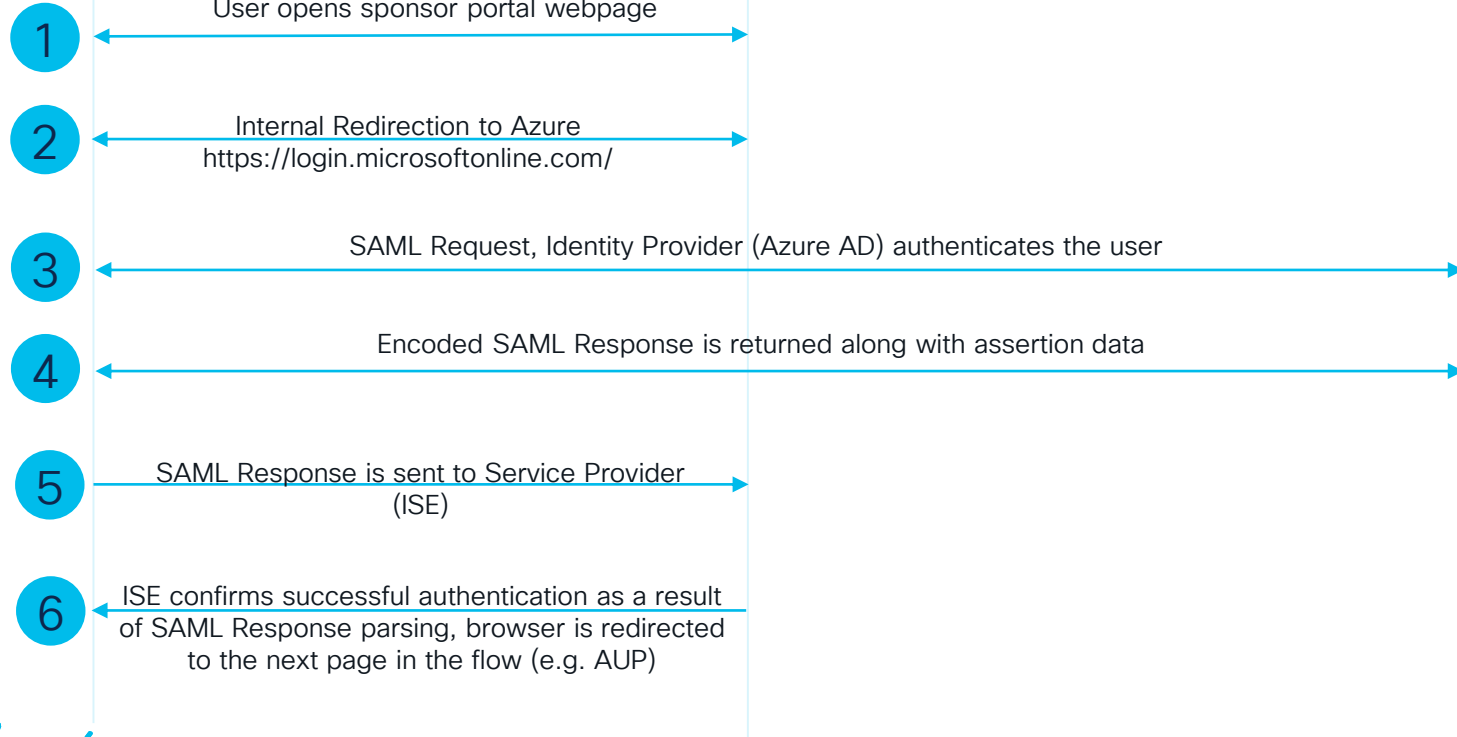 User opens sponsor portal webpage
1
Internal Redirection to Azure
https://login.microsoftonline.com/
2
SAML Request, Identity Provider (Azure AD) authenticates the user
3
Encoded SAML Response is returned along with assertion data
4
SAML Response is sent to Service Provider
(ISE)
5
ISE confirms successful authentication as a result
of SAML Response parsing, browser is redirected
to the next page in the flow (e.g. AUP)
6